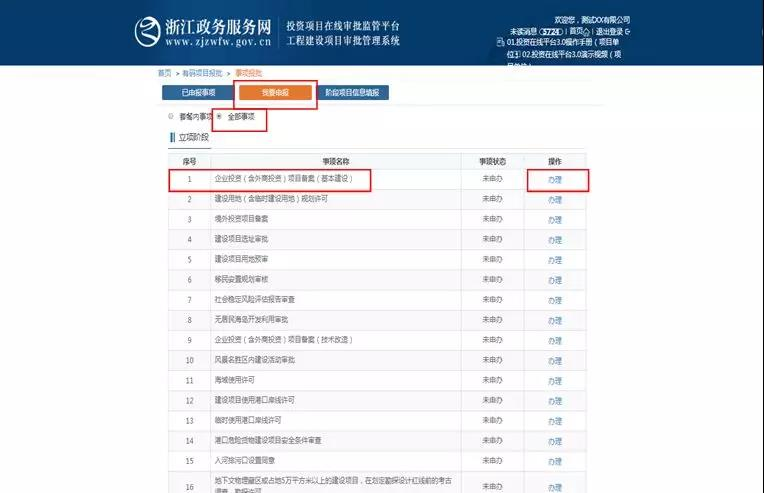 浙江政务服务网
www.zjzwfw.gov.cn
投资项目在线审批监管平台
工程建设项目审批管理系统
欢迎您，测试XX有限公司
未读消息 5724 首页 退出登录
01.投资在线平台3.0操作手册（项目单
位） 02.投资在线平台3.0演示视频（项
首页 > 有码项目报批 > 事项报批
已申报事项 我要申报 阶段项目信息填报
套餐内事项 全部事项
立项阶段
序号 事项名称 事项状态 操作
1 企业投资（含外商投资）项目备案（基本建设） 未申办 办理
2 建设用地（含临时建设用地）规划许可 未申办 办理
3 境外投资项目备案 未申办 办理
4 建设项目选址审批 未申办 办理
5 建设项目用地预审 未申办 办理
6 移民安置规划审核 未申办 办理
7 社会稳定风险评估报告审查 未申办 办理
8 无居民海岛开发利用审批 未申办 办理
9 企业投资（含外商投资）项目备案（技术改造） 未申办 办理
10 风景名胜区内建设活动审批 未申办 办理
11 海域使用许可 未申办 办理
12 建设项目使用港口岸线许可 未申办 办理
13 临时使用港口岸线许可 未申办 办理
14 港口危险货物建设项目安全条件审查 未申办 办理
15 入河排污口设置同意 未申办 办理
16 地下文物埋藏区或占地5万平方米以上的建设项目，在划定勘探设计红线前的考古 未申办 办理